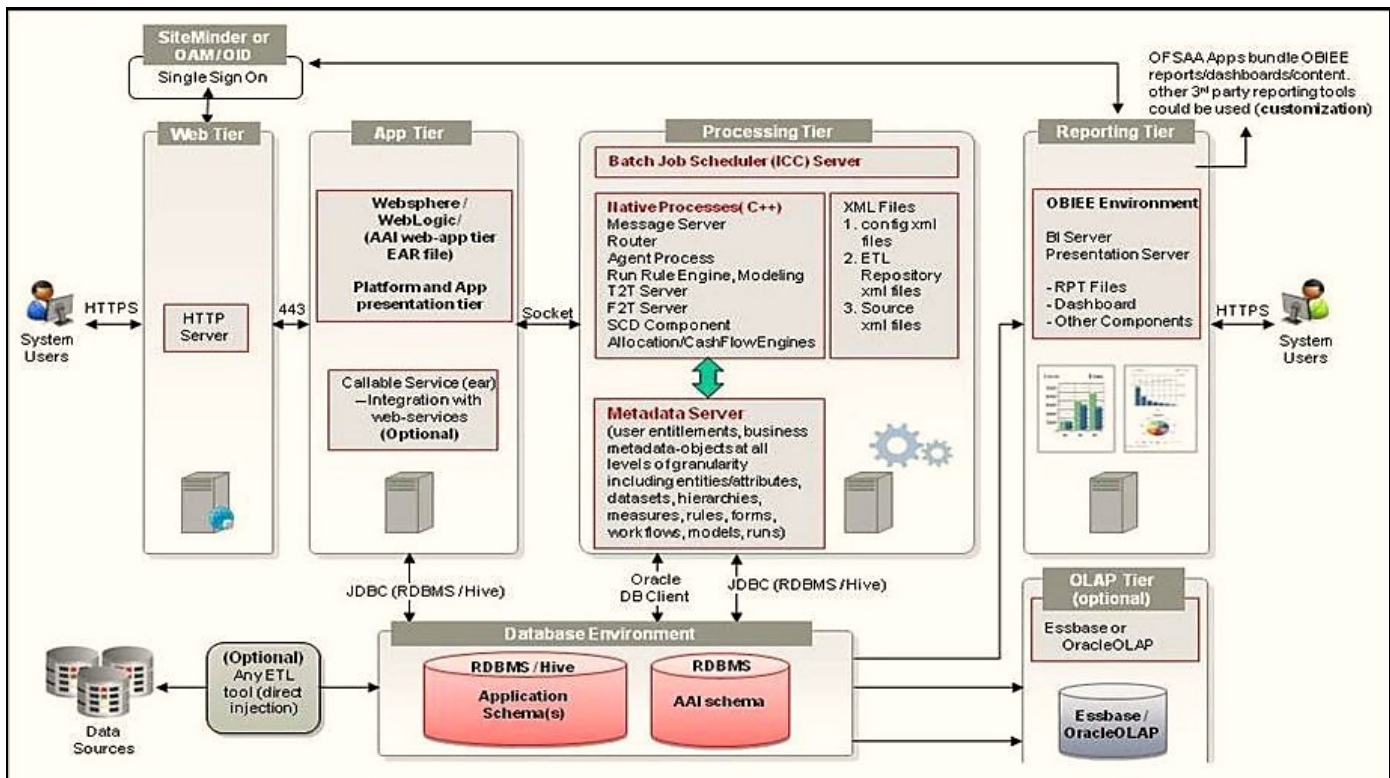 SiteMinder or
OAM/OID
Single Sign On
OFSAA Apps bundle OBIEE
reports/dashboards/content.
other 3rd party reporting tools
could be used (customization)
Web Tier
HTTP
Server
App Tier
Websphere /
WebLogic/
(AAI web-app tier
EAR file)
Platform and App
presentation tier
Callable Service (ear)
—Integration with
web-services
(Optional)
Processing Tier
Batch Job Scheduler (ICC) Server
Native Processes( C++)
Message Server
Router
Agent Process
Run Rule Engine, Modeling
T2T Server
F2T Server
SCD Component
Allocation/CashFlowEngines
XML Files
1. config xml
files
2. ETL
Repository
xml files
3. Source
xml files
Metadata Server
(user entitlements, business
metadata-objects at all
levels of granularity
including entities/attributes,
datasets, hierarchies,
measures, rules, forms,
workflows, models, runs)
Reporting Tier
OBIEE Environment
BI Server
Presentation Server
- RPT Files
- Dashboard
- Other Components
System
Users
HTTPS
443
Socket
HTTPS
System
Users
JDBC (RDBMS /Hive)
Oracle
DB Client
JDBC (RDBMS /Hive)
OLAP Tier
(optional)
Essbase or
OracleOLAP
Essbase /
OracleOLAP
Database Environment
RDBMS / Hive
Application
Schema(s)
RDBMS
AAI schema
(Optional)
Any ETL
tool (direct
injection)
Data
Sources